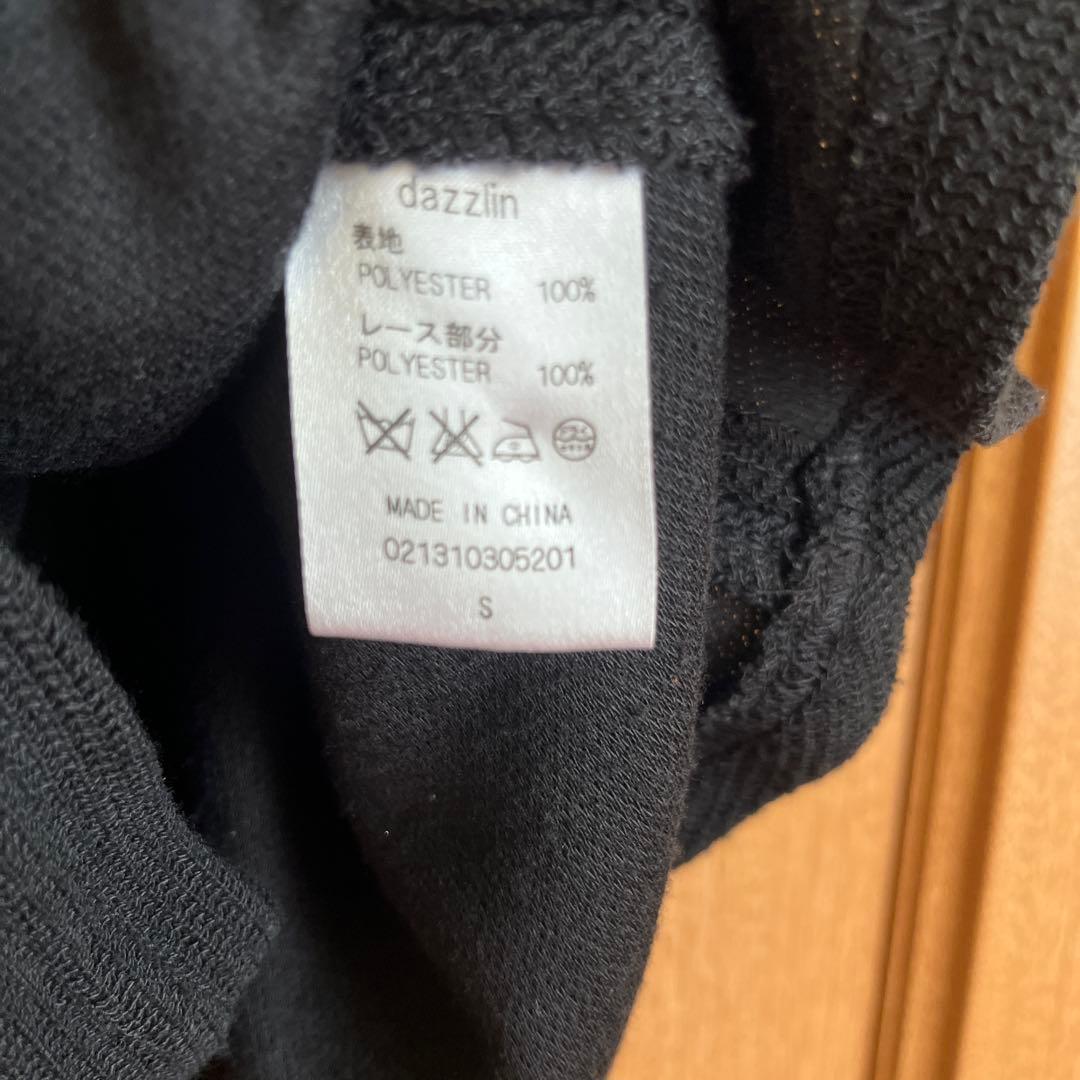 dazzlin
表地
POLYESTER 100%
レース部分
POLYESTER 100%
MADE IN CHINA
021310305201
S